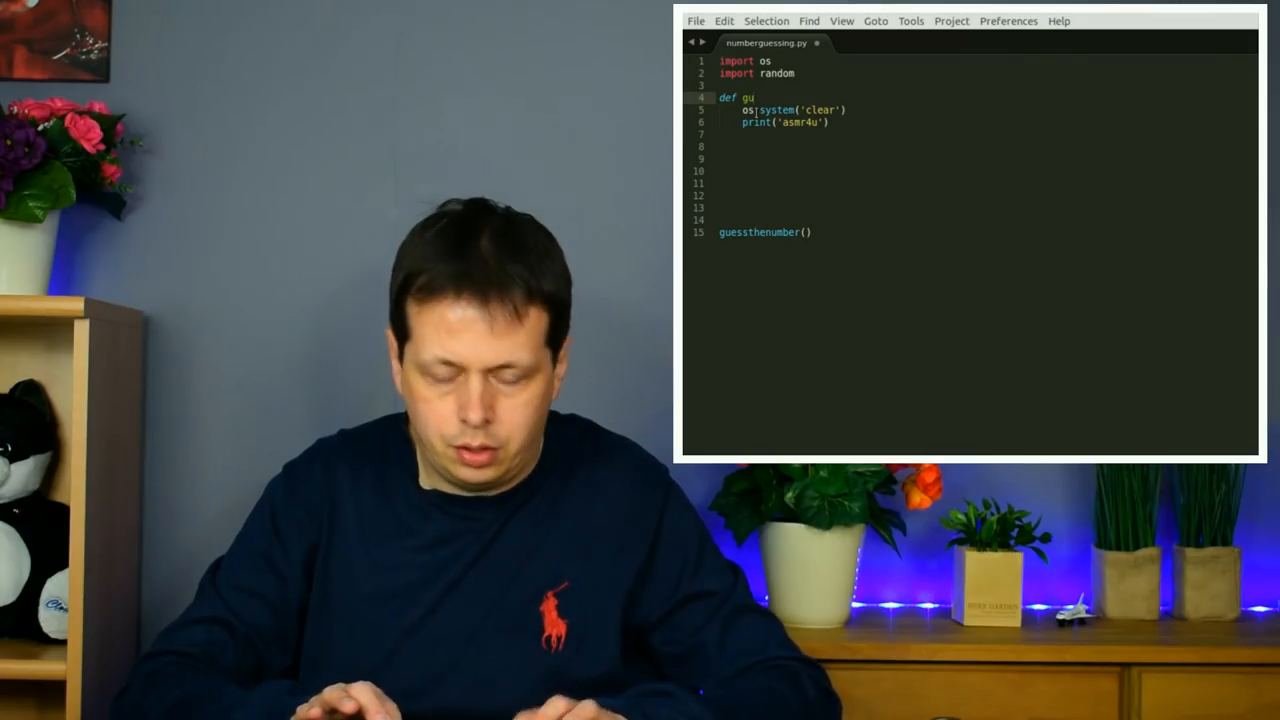 File Edit Selection Find View Goto Tools Project Preferences Help
numberguessing.py
1 import os
2 import random
3
4 def gu
5 os.system('clear')
6 print('asmr4u')
7
8
9
10
11
12
13
14
15 guessthenumber()
HERB GARDEN